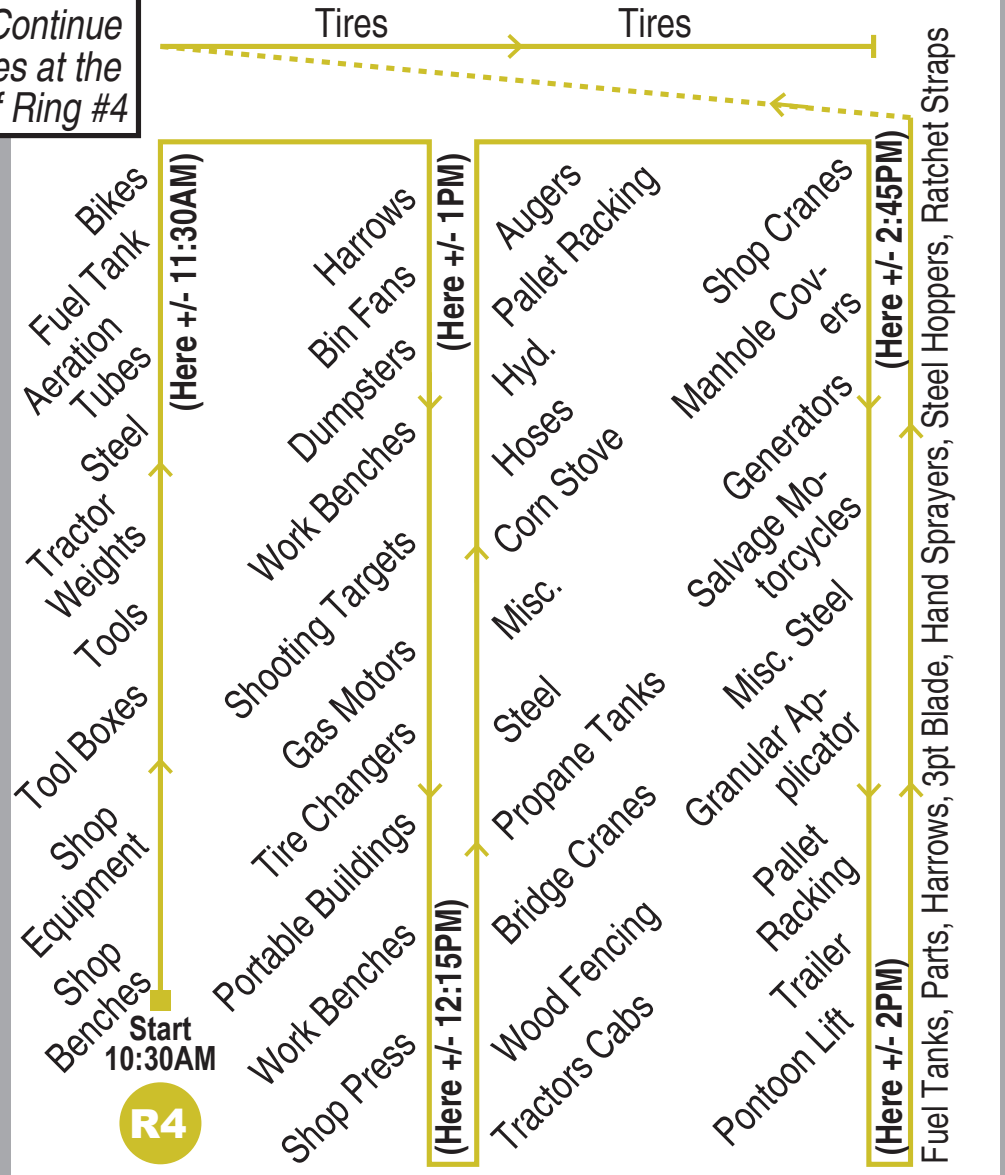 Continue
es at the
Ring #4
Tires
Tires
Bikes
Fuel Tank
Aeration
Tubes
Steel
Tractor
Weights
Tools
Tool Boxes
Shop
Equipment
Shop
Benches
Start
10:30AM
R4
(Here +/- 11:30AM)
Harrows
Bin Fans
Dumpsters
Work Benches
Shooting Targets
Gas Motors
Tire Changers
Portable Buildings
Work Benches
Shop Press
(Here +/- 1PM)
(Here +/- 12:15PM)
Augers
Pallet Racking
Hyd.
Hoses
Corn Stove
Misc.
Steel
Propane Tanks
Bridge Cranes
Wood Fencing
Tractors Cabs
Shop Cranes
Manhole Cov-
ers
Generators
Salvage Mo-
torcycles
Misc. Steel
Granular Ap-
plicator
Pallet
Racking
Trailer
Pontoon Lift
(Here +/- 2:45PM)
(Here +/- 2PM)
Fuel Tanks, Parts, Harrows, 3pt Blade, Hand Sprayers, Steel Hoppers, Ratchet Straps